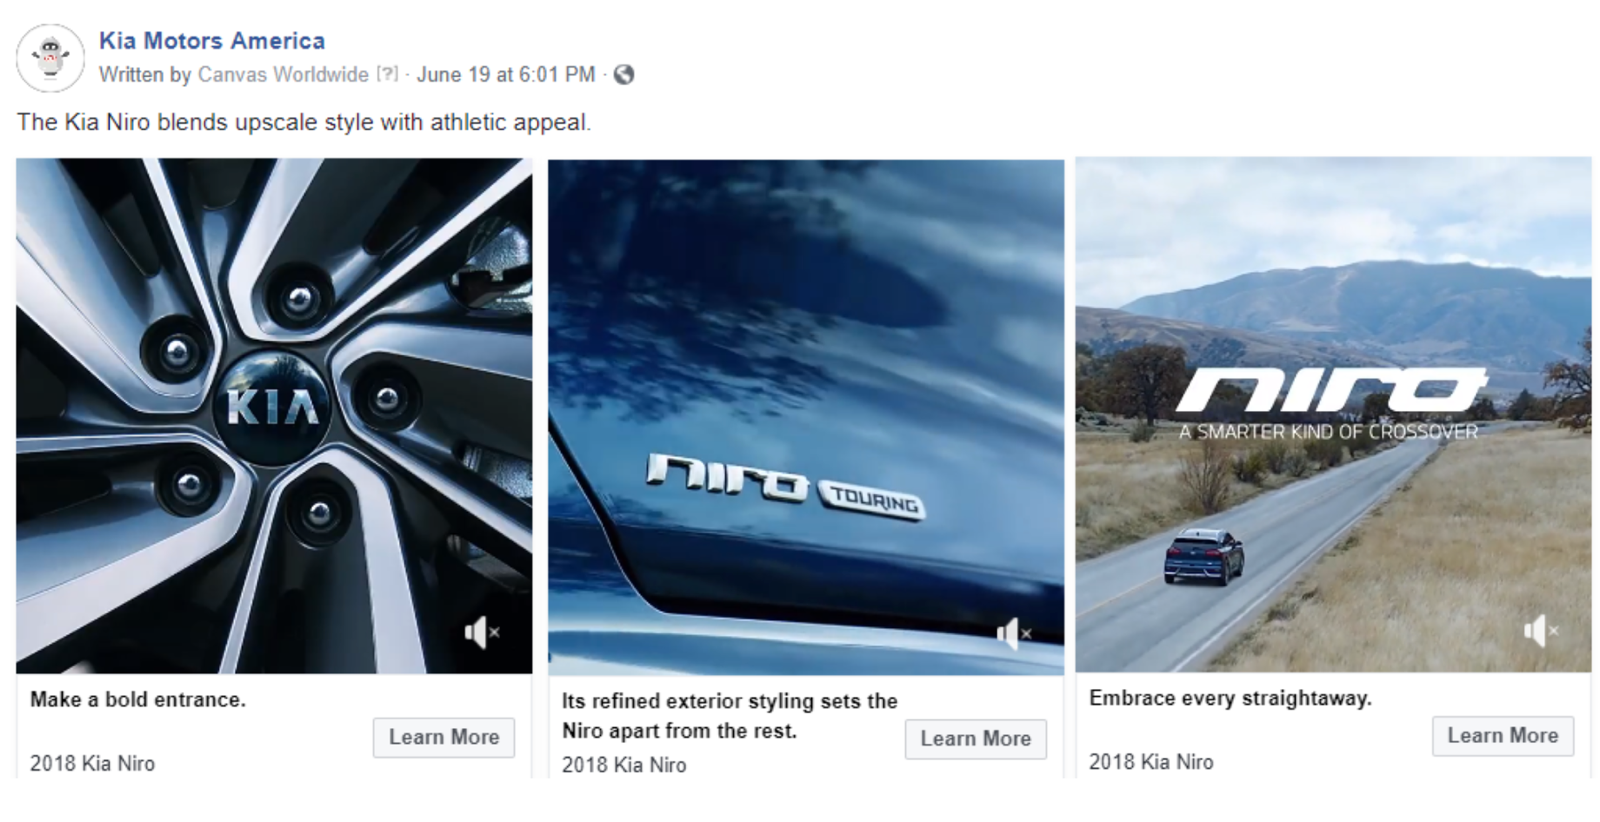 Kia Motors America
Written by Canvas Worldwide [?] · June 19 at 6:01 PM ·
The Kia Niro blends upscale style with athletic appeal.
KIA
Make a bold entrance.
Learn More
2018 Kia Niro
niro TOURING
Its refined exterior styling sets the
Niro apart from the rest.
Learn More
2018 Kia Niro
niro
A SMARTER KIND OF CROSSOVER
Embrace every straightaway.
Learn More
2018 Kia Niro